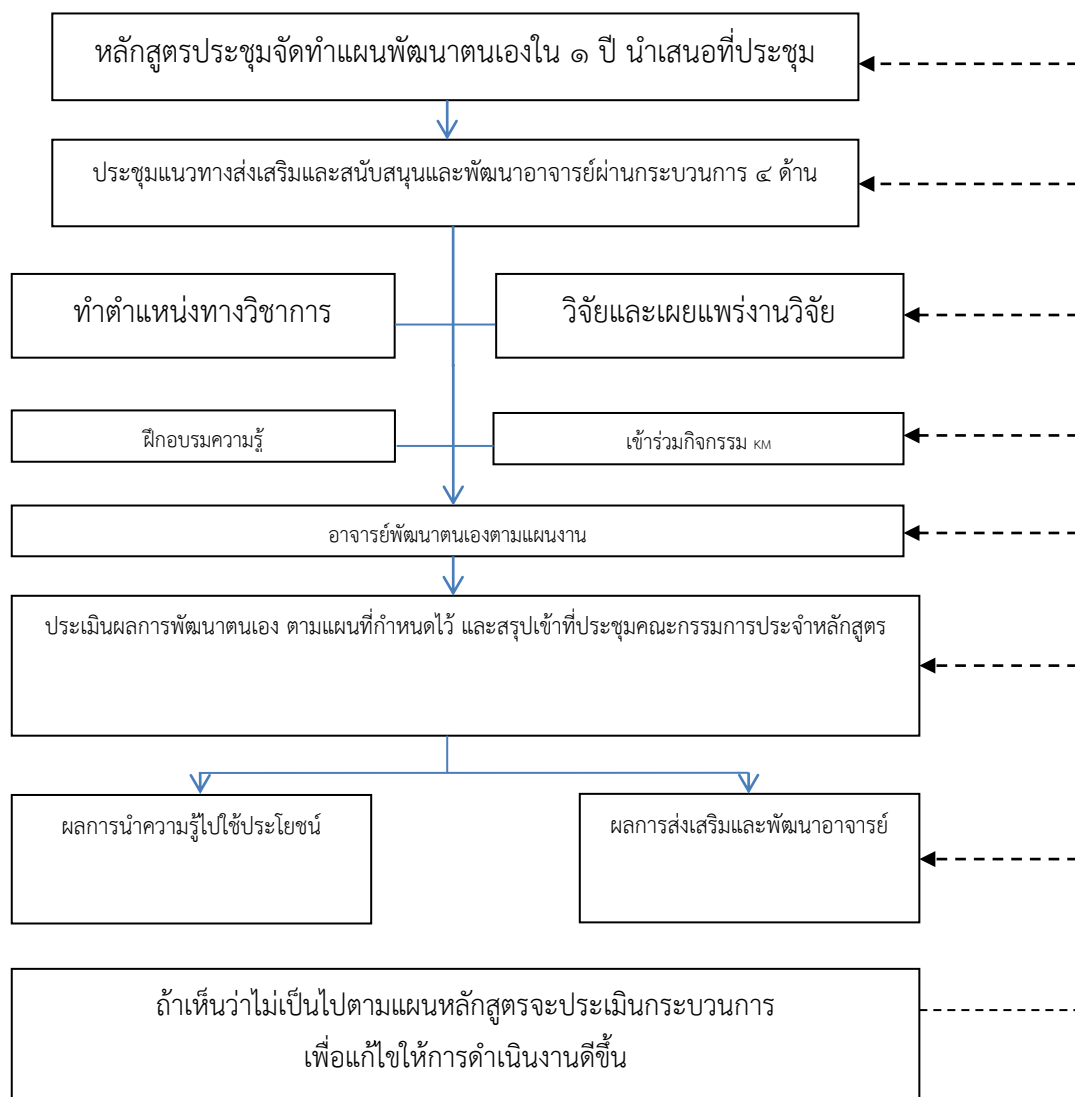 หลักสูตรประชุมจัดทำแผนพัฒนาตนเองใน ๑ ปี นำเสนอที่ประชุม
ประชุมแนวทางส่งเสริมและสนับสนุนและพัฒนาอาจารย์ผ่านกระบวนการ ๔ ด้าน
ทำตำแหน่งทางวิชาการ
วิจัยและเผยแพร่งานวิจัย
ฝึกอบรมความรู้
เข้าร่วมกิจกรรม KM
อาจารย์พัฒนาตนเองตามแผนงาน
ประเมินผลการพัฒนาตนเอง ตามแผนที่กำหนดไว้ และสรุปเข้าที่ประชุมคณะกรรมการประจำหลักสูตร
ผลการนำความรู้ไปใช้ประโยชน์
ผลการส่งเสริมและพัฒนาอาจารย์
ถ้าเห็นว่าไม่เป็นไปตามแผนหลักสูตรจะประเมินกระบวนการ
เพื่อแก้ไขให้การดำเนินงานดีขึ้น